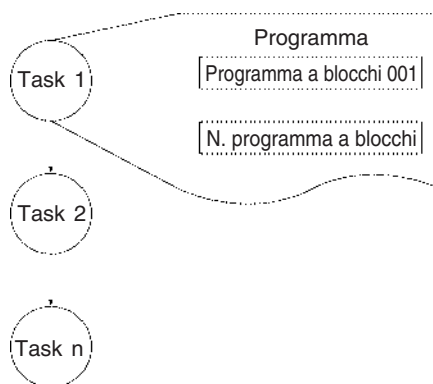 Programma
Task 1
Programma a blocchi 001
N. programma a blocchi
Task 2
Task n